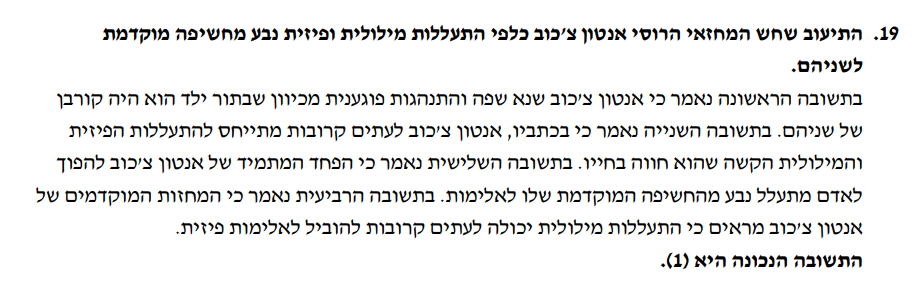 19. התיעוב שחש המחזאי הרוסי אנטון צ'כוב כלפי התעללות מילולית ופיזית נבע מחשיפה מוקדמת
לשניהם.
בתשובה הראשונה נאמר כי אנטון צ'כוב שנא שפה והתנהגות פוגענית מכיוון שבתור ילד הוא היה קורבן
של שניהם. בתשובה השנייה נאמר כי בכתביו, אנטון צ'כוב לעתים קרובות מתייחס להתעללות הפיזית
והמילולית הקשה שהוא חווה בחייו. בתשובה השלישית נאמר כי הפחד המתמיד של אנטון צ'כוב להפוך
לאדם מתעלל נבע מהחשיפה המוקדמת שלו לאלימות. בתשובה הרביעית נאמר כי המחזות המוקדמים של
אנטון צ'כוב מראים כי התעללות מילולית יכולה לעתים קרובות להוביל לאלימות פיזית.
התשובה הנכונה היא (1).